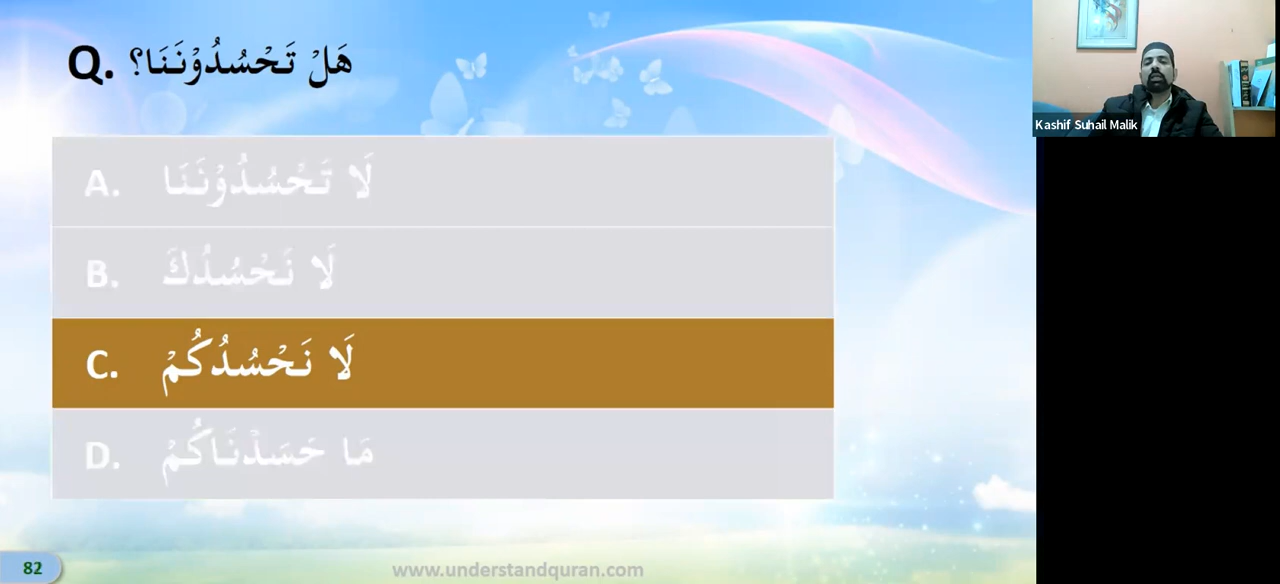 Q. هَلْ تَحْسُدُوْنَنَا؟
A. لَا تَحْسُدُوْنَنَا
B. لَا نَحْسُدُكَ
C. لَا نَحْسُدُكُمْ
D. مَا حَسَدْنَاكُمْ
Kashif Suhail Malik
82
www.understandquran.com